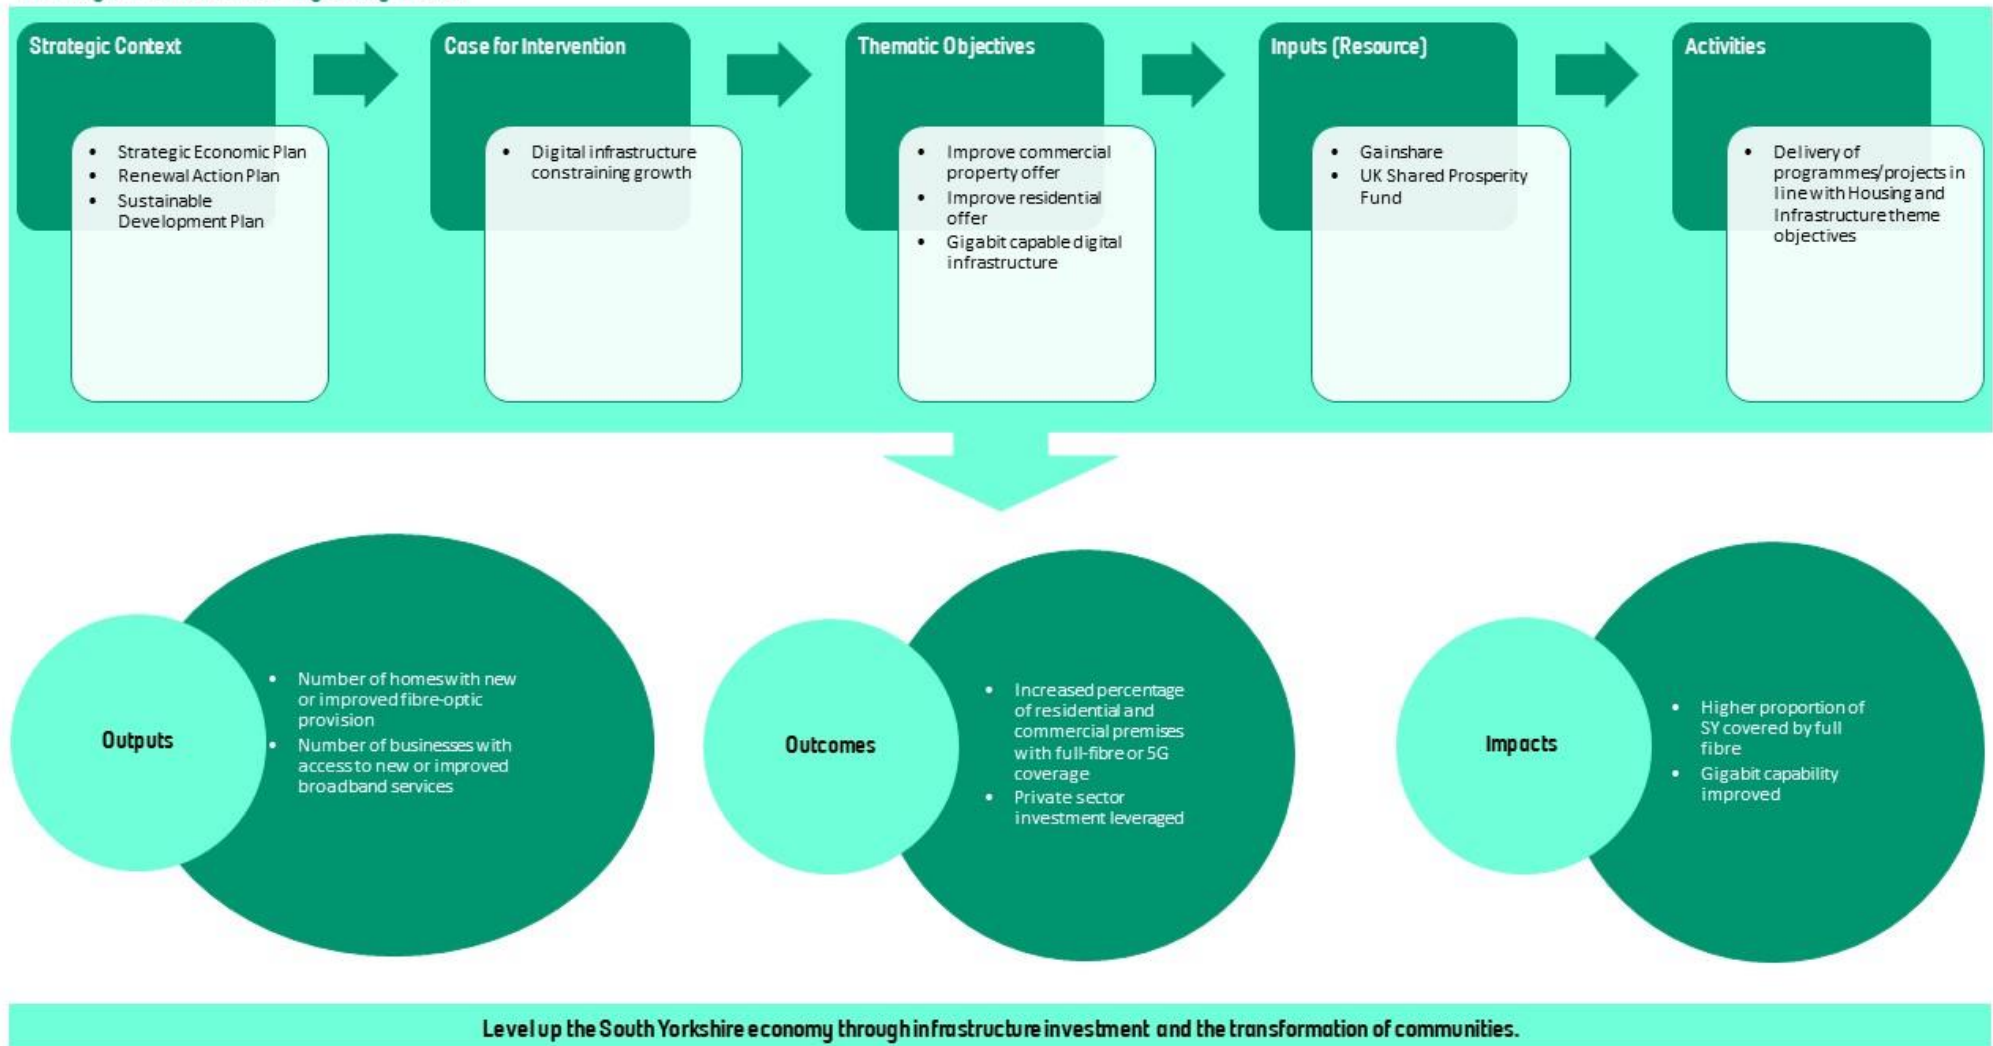 Strategic Context
• Strategic Economic Plan
• Renewal Action Plan
• Sustainable
Development Plan
Case for Intervention
• Digital infrastructure
constraining growth
Thematic Objectives
• Improve commercial
property offer
• Improve residential
offer
• Gigabit capable digital
infrastructure
Inputs (Resource)
• Gainshare
• UK Shared Prosperity
Fund
Activities
• Delivery of
programmes/projects in
line with Housing and
Infrastructure theme
objectives
Outputs
• Number of homes with new
or improved fibre-optic
provision
• Number of businesses with
access to new or improved
broadband services
Outcomes
• Increased percentage
of residential and
commercial premises
with full-fibre or 5G
coverage
• Private sector
investment leveraged
Impacts
• Higher proportion of
SY covered by full
fibre
• Gigabit capability
improved
Level up the South Yorkshire economy through infrastructure investment and the transformation of communities.